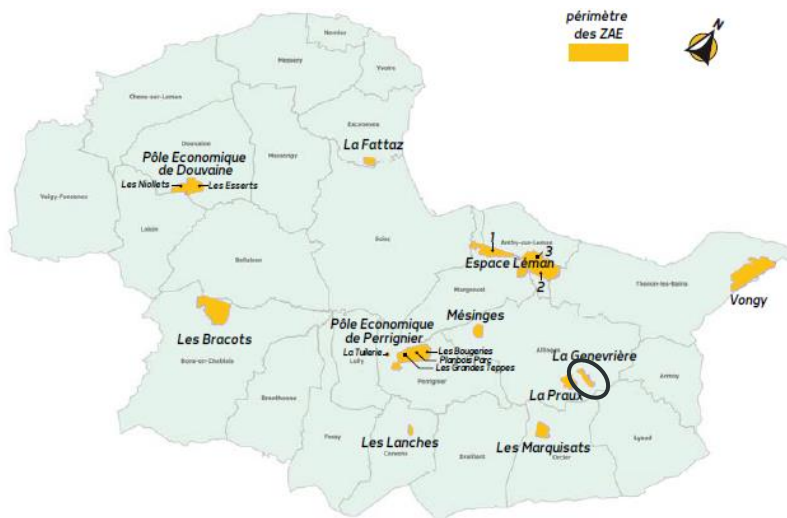 périmètre
des ZAE
N
Nernier
Messery
Yvoire
Chens-sur-Léman
Excenevex
La Fattaz
Douvaine
Massongy
Pôle Economique
de Douvaine
Les Niollets
Les Esserts
Veigy-Foncenex
Loisin
Sciez
1
Anthy-sur-Léman
3
Espace Léman
2
Ballaison
Thonon-les-Bains
Margencel
Vongy
Mésinges
Les Bracots
Pôle Economique
de Perrignier
La Tuilerie
Les Bougeries
Planbois Parc
Les Grandes Teppes
Bons-en-Chablais
Lully
Perrignier
Allinges
La Genevrière
Armoy
La Praux
Brenthonne
Les Lanches
Les Marquisats
Fessy
Cervens
Draillant
Orcier
Lyaud